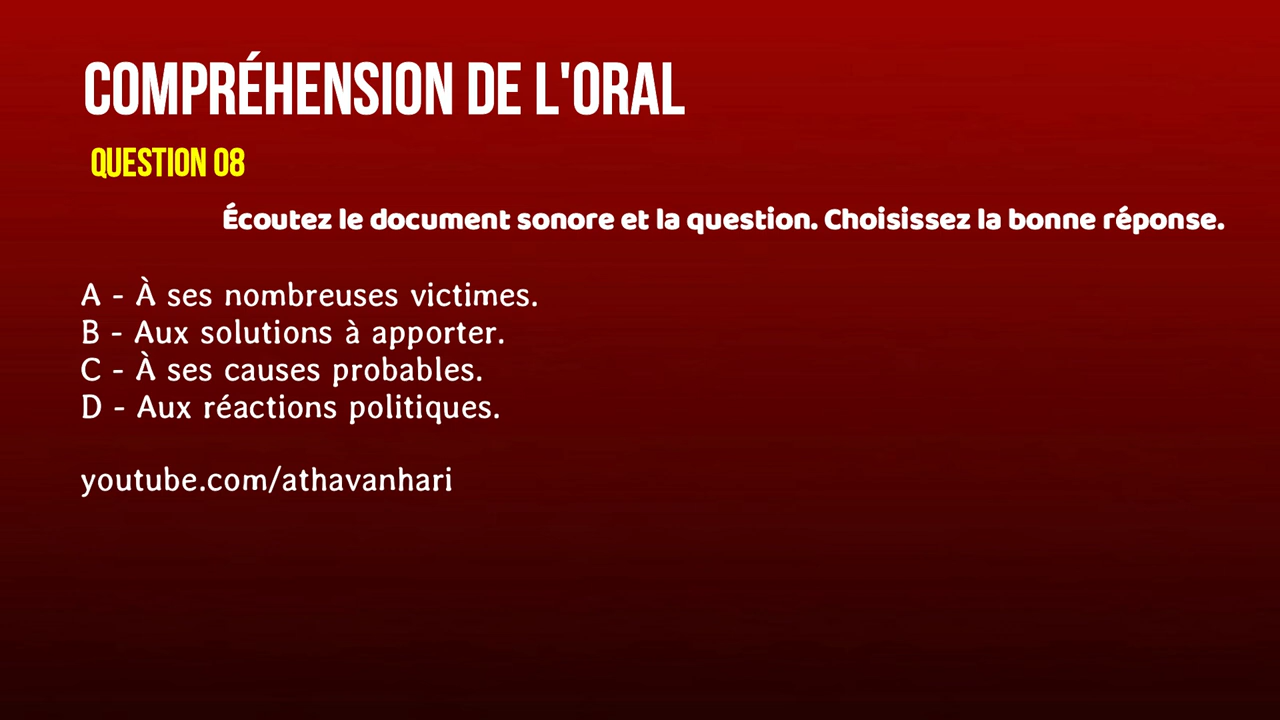 COMPRÉHENSION DE L'ORAL
QUESTION 08
Écoutez le document sonore et la question. Choisissez la bonne réponse.
A - À ses nombreuses victimes.
B - Aux solutions à apporter.
C - À ses causes probables.
D - Aux réactions politiques.
youtube.com/athavanhari